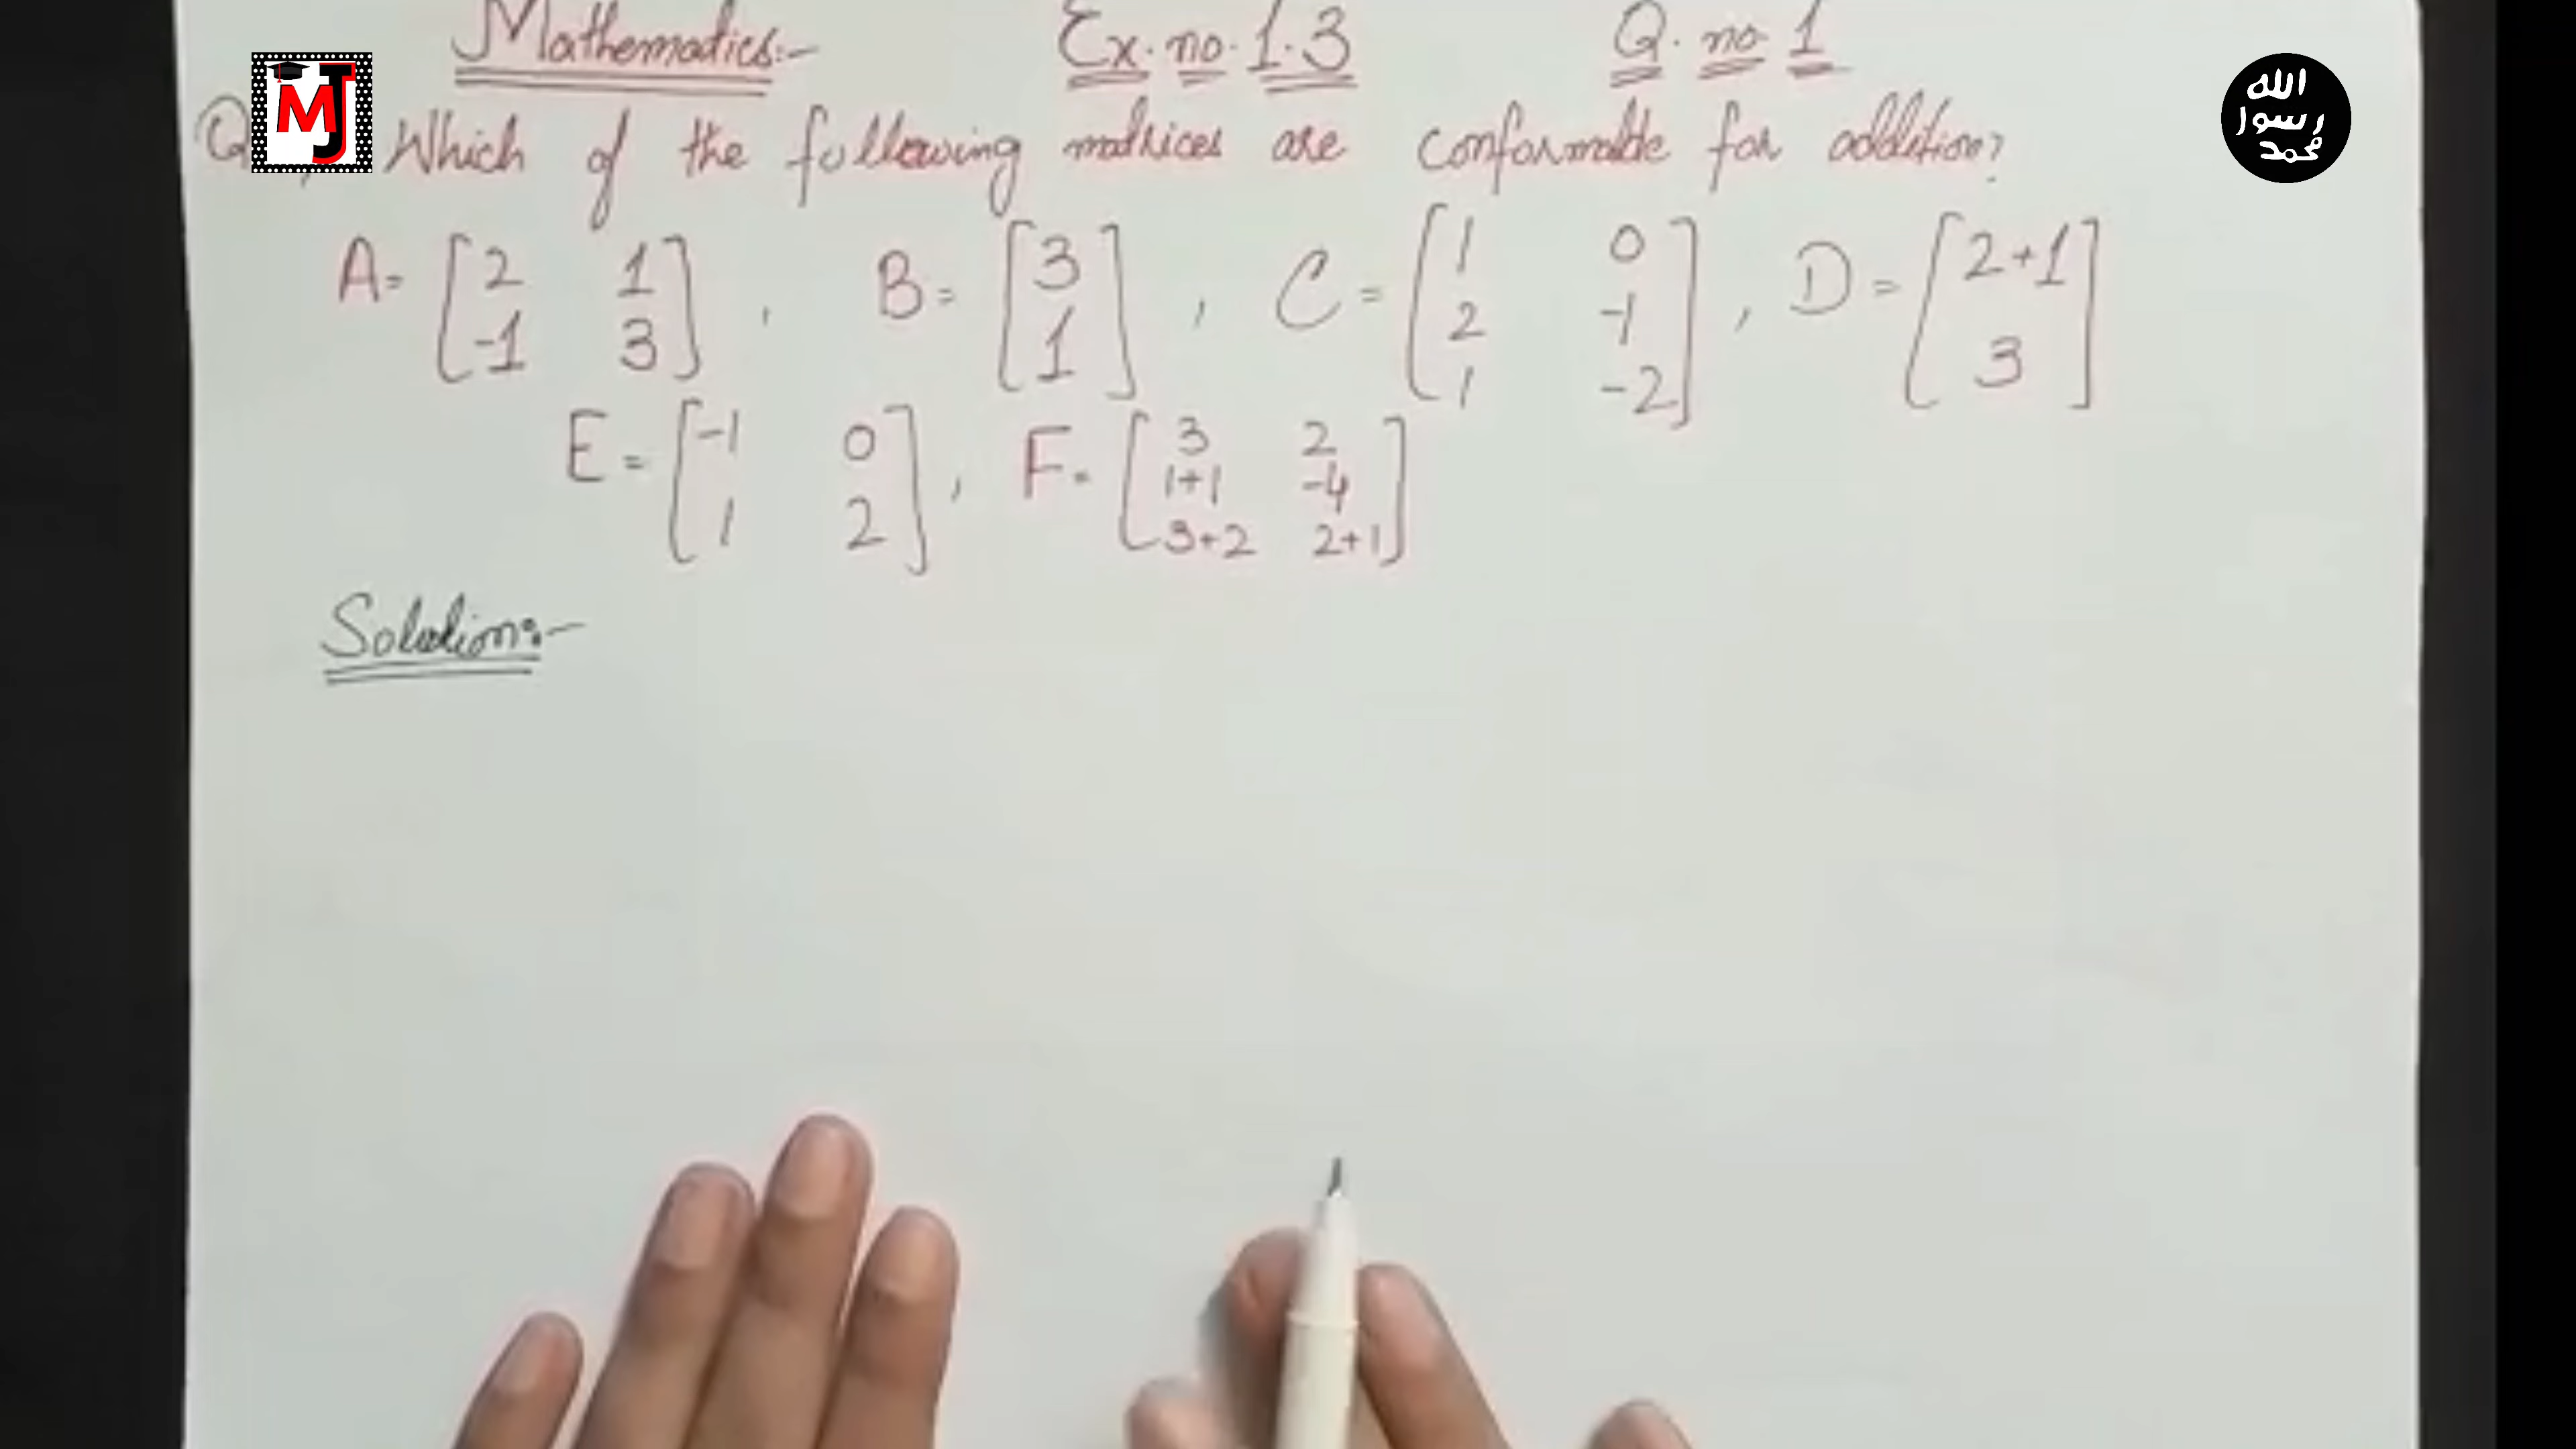 Mathematics:- Ex. no. 1.3 Q. no 1
MJ
Q Which of the following matrices are conformable for addition?
الله
رسول
محمد
A= [2 1 , B= [3 , C = [1 0 , D = [2+1
-1 3] 1] 2 -1 3]
1 -2]
E = [-1 0 , F= [3 2
1 2] 1+1 -4
3+2 2+1]
Solution:-